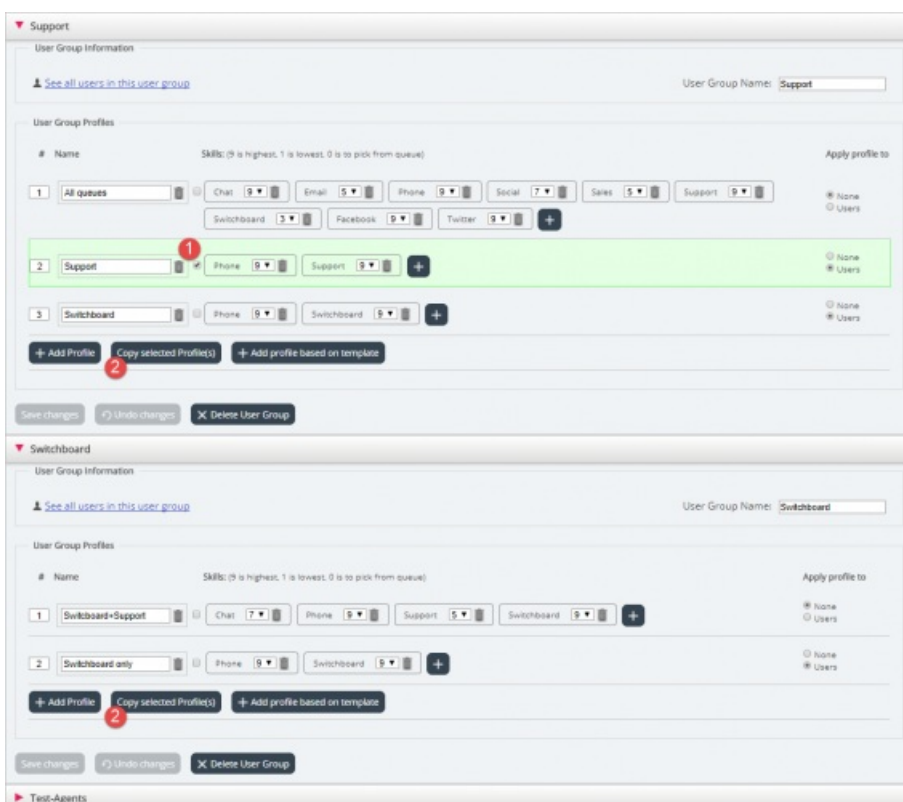 Support
User Group Information
See all users in this user group User Group Name: Support
User Group Profiles
# Name Skills: (9 is highest, 1 is lowest, 0 is to pick from queue) Apply profile to
1 All queues Chat 9 Email 5 Phone 9 Social 7 Sales 5 Support 9 None
Users
Switchboard 3 Facebook 9 Twitter 9 +
1
2 Support Phone 9 Support 9 + None
Users
3 Switchboard Phone 9 Switchboard 9 + None
Users
+ Add Profile Copy selected Profile(s) + Add profile based on template
2
Save changes Undo changes X Delete User Group
Switchboard
User Group Information
See all users in this user group User Group Name: Switchboard
User Group Profiles
# Name Skills: (9 is highest, 1 is lowest, 0 is to pick from queue) Apply profile to
1 Switcboard+Support Chat 7 Phone 9 Support 5 Switchboard 9 + None
Users
2 Switchboard only Phone 9 Switchboard 9 + None
Users
+ Add Profile Copy selected Profile(s) + Add profile based on template
2
Save changes Undo changes X Delete User Group
Test-Agents